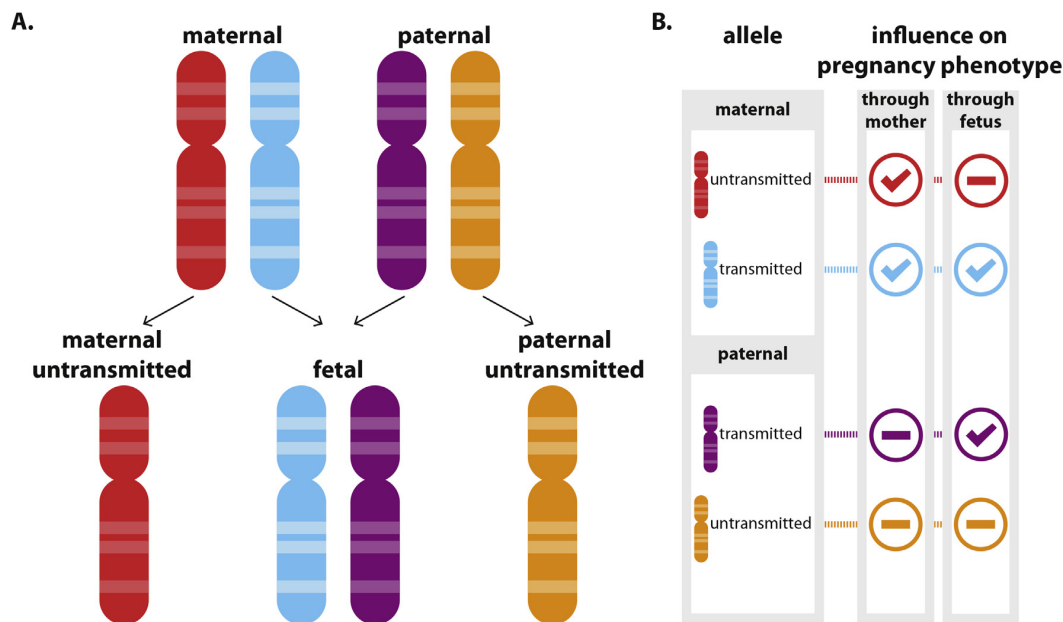 A.
maternal
paternal
maternal
untransmitted
fetal
paternal
untransmitted
B.
allele
influence on
pregnancy phenotype
through
mother
through
fetus
maternal
untransmitted
transmitted
paternal
transmitted
untransmitted